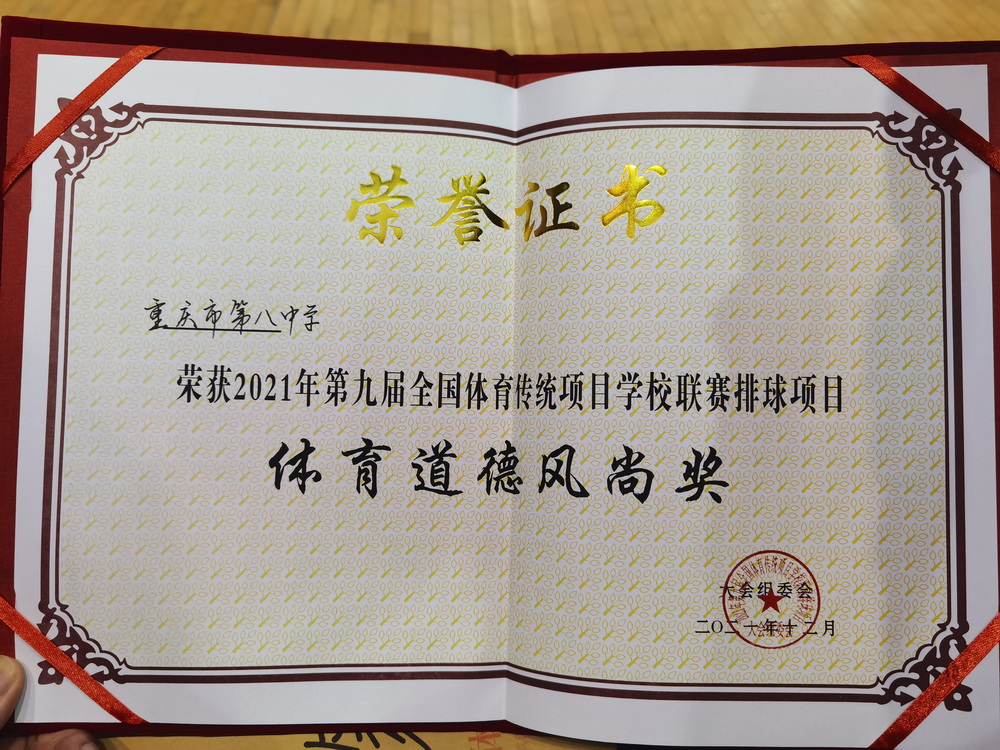 荣誉证书
重庆市第八中学
荣获2021年第九届全国体育传统项目学校联赛排球项目
体育道德风尚奖
大会组委会
二〇二一年十二月